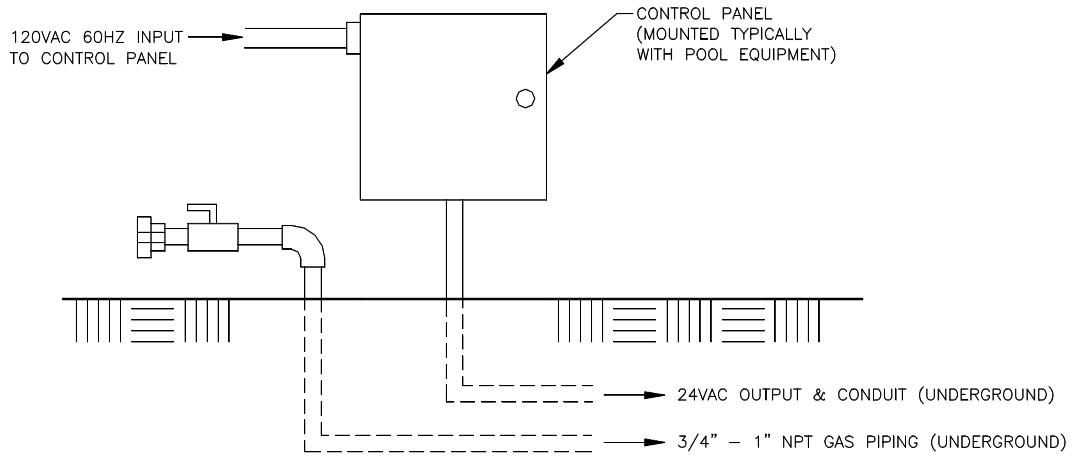 120VAC 60HZ INPUT
TO CONTROL PANEL
CONTROL PANEL
(MOUNTED TYPICALLY
WITH POOL EQUIPMENT)
24VAC OUTPUT & CONDUIT (UNDERGROUND)
3/4" - 1" NPT GAS PIPING (UNDERGROUND)